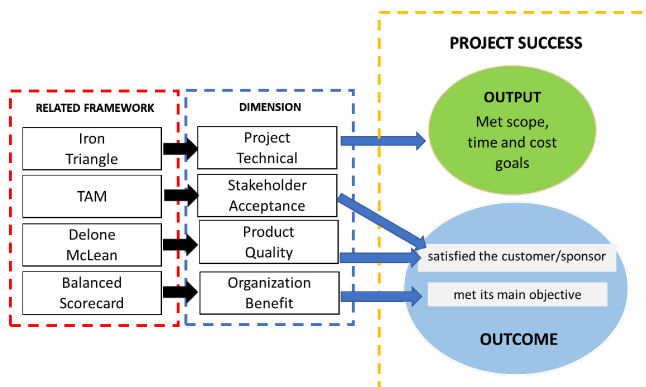 PROJECT SUCCESS
RELATED FRAMEWORK
DIMENSION
Iron
Triangle
Project
Technical
TAM
Stakeholder
Acceptance
Delone
McLean
Product
Quality
Balanced
Scorecard
Organization
Benefit
OUTPUT
Met scope,
time and cost
goals
satisfied the customer/sponsor
met its main objective
OUTCOME